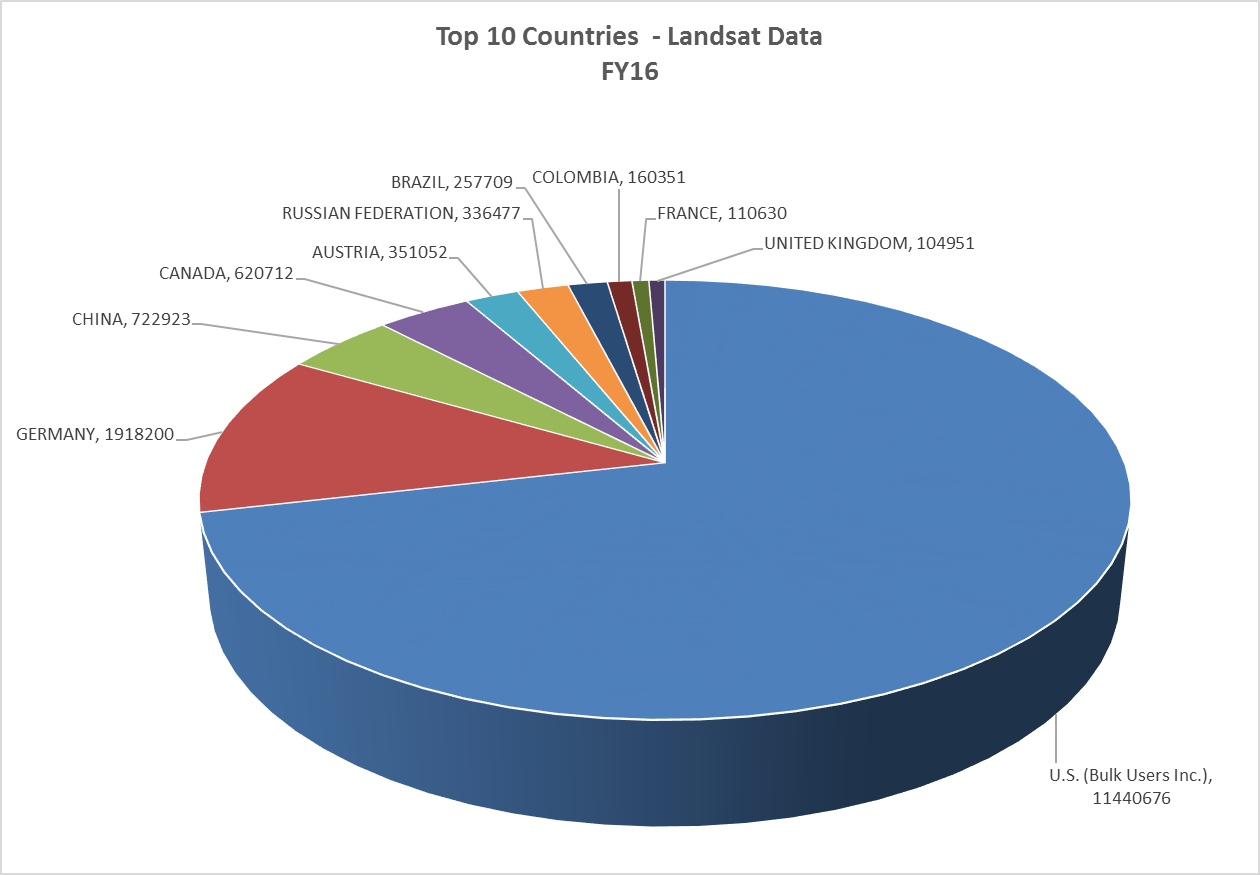 Top 10 Countries - Landsat Data
FY16
BRAZIL, 257709
COLOMBIA, 160351
RUSSIAN FEDERATION, 336477
FRANCE, 110630
AUSTRIA, 351052
UNITED KINGDOM, 104951
CANADA, 620712
CHINA, 722923
GERMANY, 1918200
U.S. (Bulk Users Inc.),
11440676